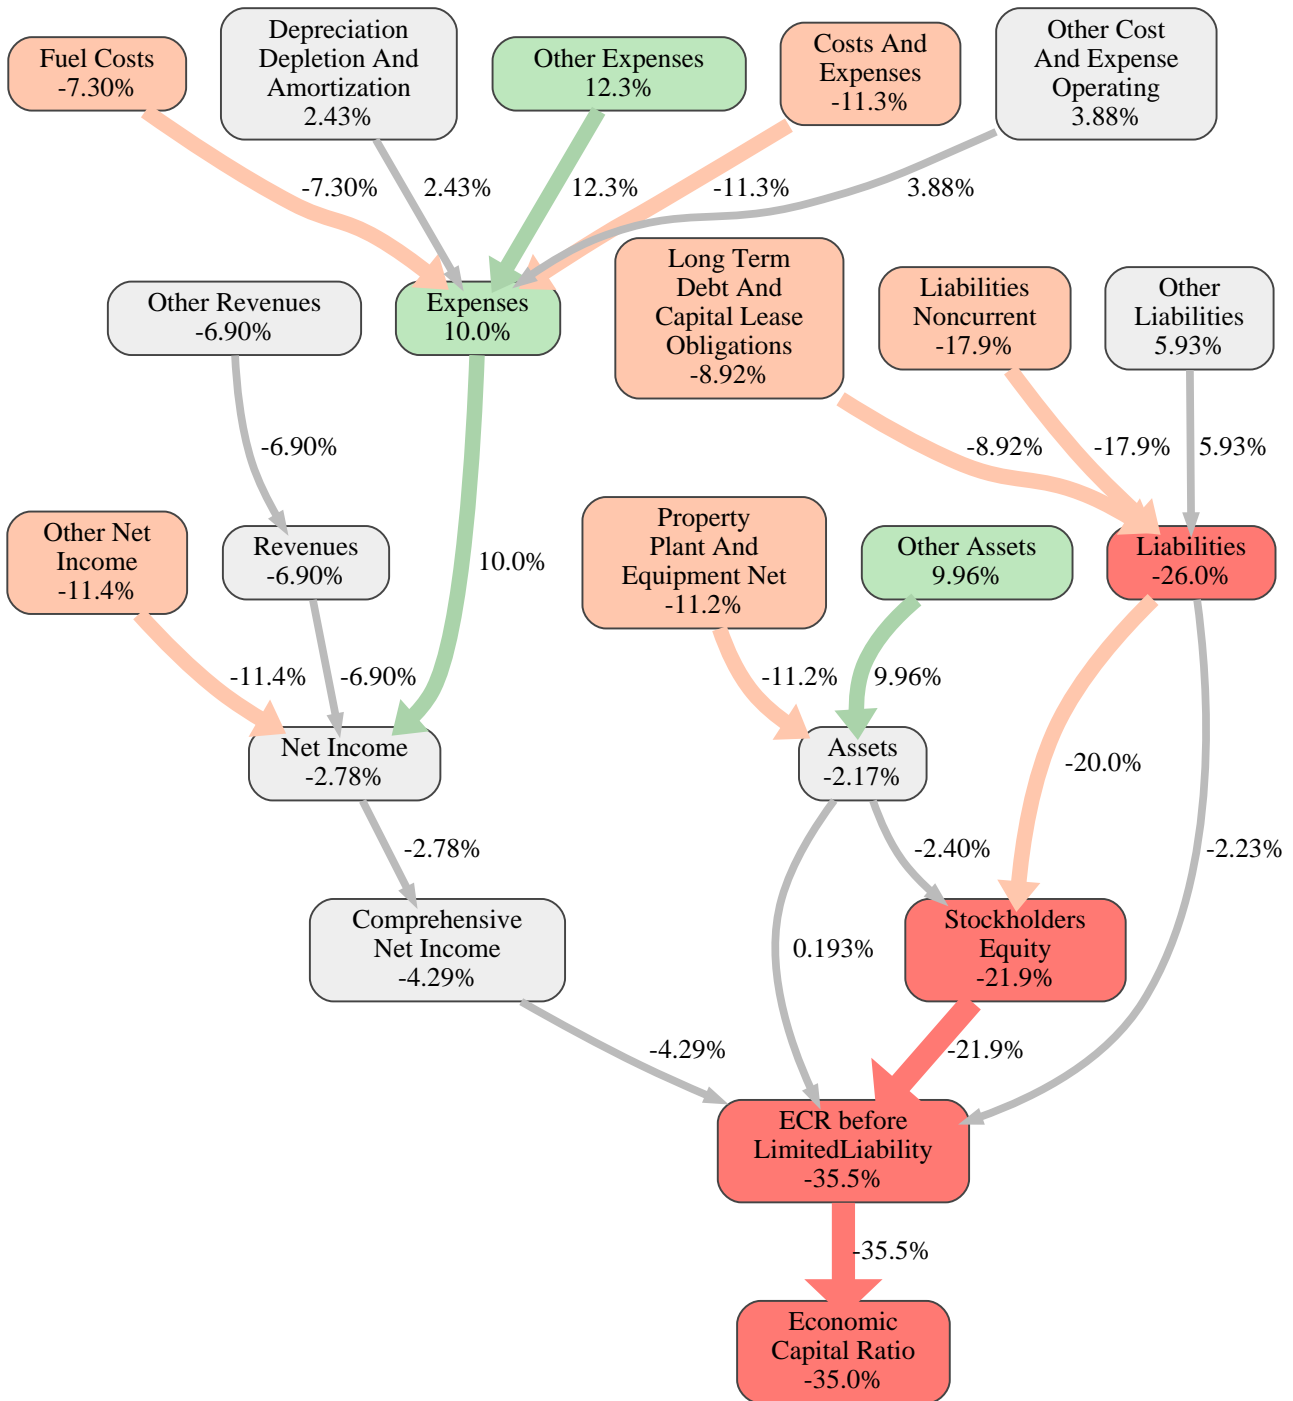 Fuel Costs
-7.30%
Depreciation
Depletion And
Amortization
2.43%
Other Expenses
12.3%
Costs And
Expenses
-11.3%
Other Cost
And Expense
Operating
3.88%
-7.30%
2.43%
12.3%
-11.3%
3.88%
Other Revenues
-6.90%
Expenses
10.0%
Long Term
Debt And
Capital Lease
Obligations
-8.92%
Liabilities
Noncurrent
-17.9%
Other
Liabilities
5.93%
-6.90%
-8.92%
-17.9%
5.93%
Other Net
Income
-11.4%
Revenues
-6.90%
10.0%
Property
Plant And
Equipment Net
-11.2%
Other Assets
9.96%
Liabilities
-26.0%
-11.4%
-6.90%
-11.2%
9.96%
-20.0%
Net Income
-2.78%
Assets
-2.17%
-2.78%
-2.40%
-2.23%
Comprehensive
Net Income
-4.29%
0.193%
Stockholders
Equity
-21.9%
-4.29%
-21.9%
ECR before
LimitedLiability
-35.5%
-35.5%
Economic
Capital Ratio
-35.0%